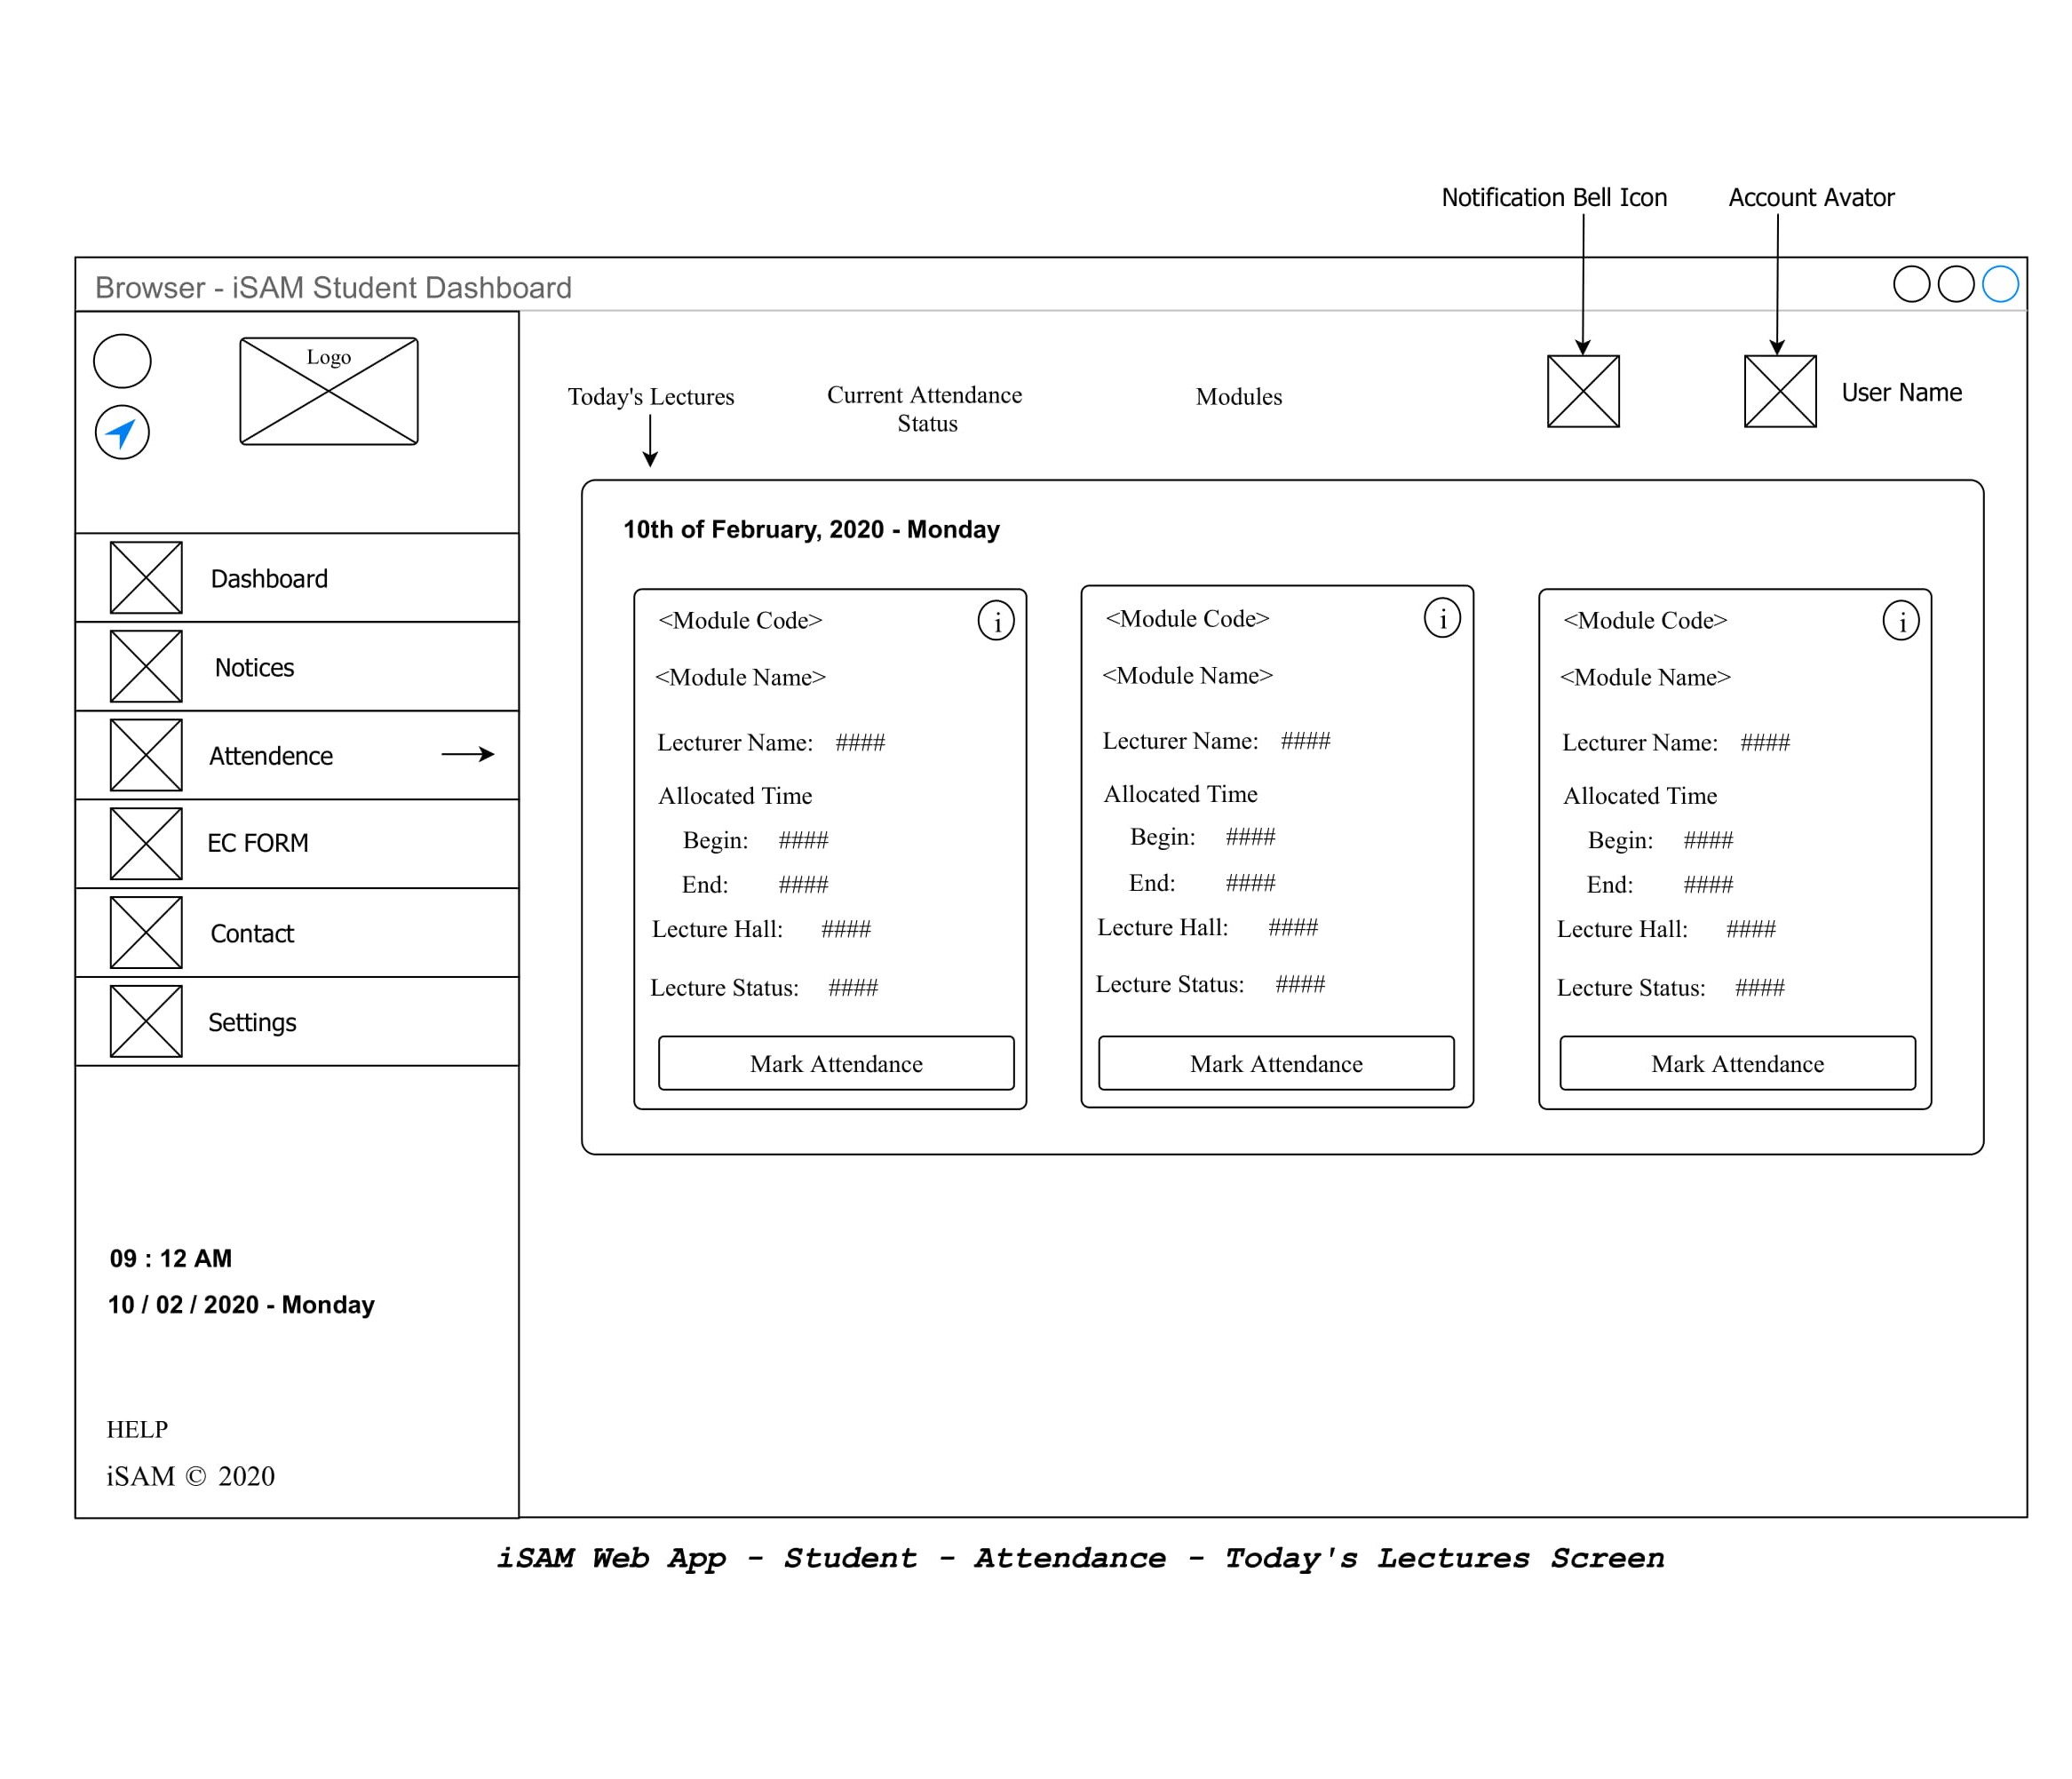 Notification Bell Icon
Account Avator
Browser - iSAM Student Dashboard
Logo
Today's Lectures
Current Attendance
Status
Modules
User Name
Dashboard
Notices
Attendence
EC FORM
Contact
Settings
09 : 12 AM
10 / 02 / 2020 - Monday
HELP
iSAM © 2020
10th of February, 2020 - Monday
<Module Code> i
<Module Name>
Lecturer Name: ####
Allocated Time
Begin: ####
End: ####
Lecture Hall: ####
Lecture Status: ####
Mark Attendance
<Module Code> i
<Module Name>
Lecturer Name: ####
Allocated Time
Begin: ####
End: ####
Lecture Hall: ####
Lecture Status: ####
Mark Attendance
<Module Code> i
<Module Name>
Lecturer Name: ####
Allocated Time
Begin: ####
End: ####
Lecture Hall: ####
Lecture Status: ####
Mark Attendance
iSAM Web App - Student - Attendance - Today's Lectures Screen